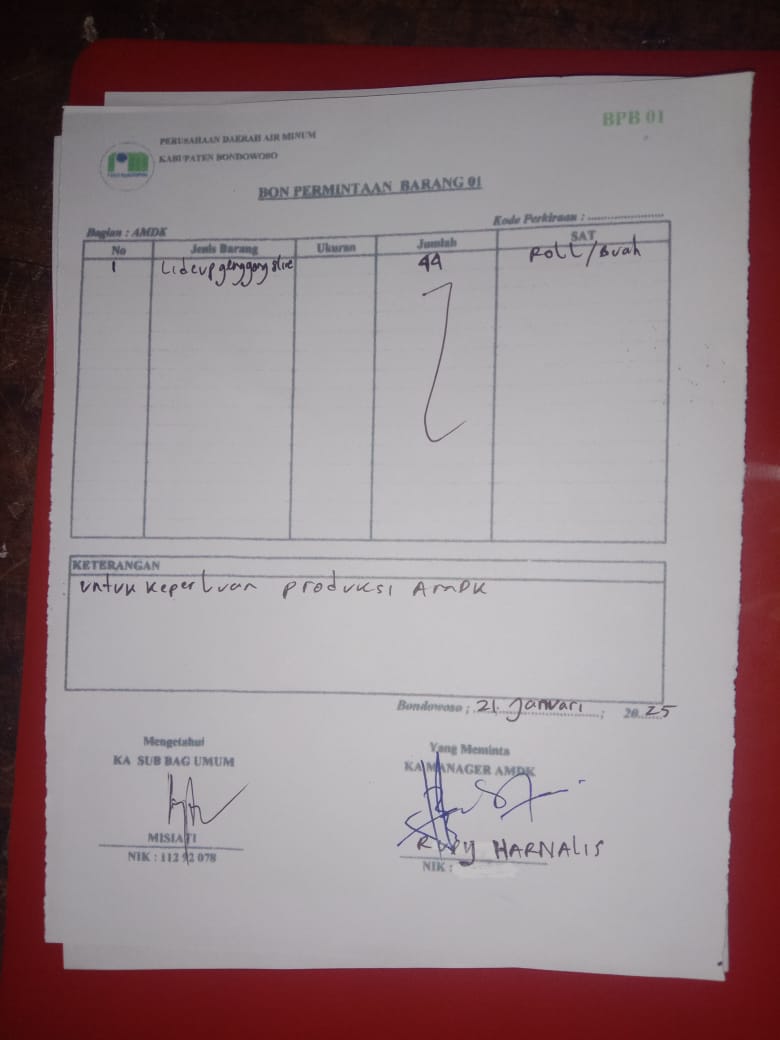 BPB 01
PERUSAHAAN DAERAH AIR MINUM
KABUPATEN BONDOWOSO
BON PERMINTAAN BARANG 01
Bagian : AMDK
Kode Perkiraan : ........................
No Jenis Barang Ukuran Jumlah SAT
1 Lidcup genggong 44 Roll/Buah
KETERANGAN
untuk keperluan produksi AMDK
Bondowoso ; 21 Januari ; 20 25
Mengetahui
KA SUB BAG UMUM
MISIATI
NIK : 112 92 078
Yang Meminta
KA MANAGER AMDK
Rudy HARNALIS
NIK :